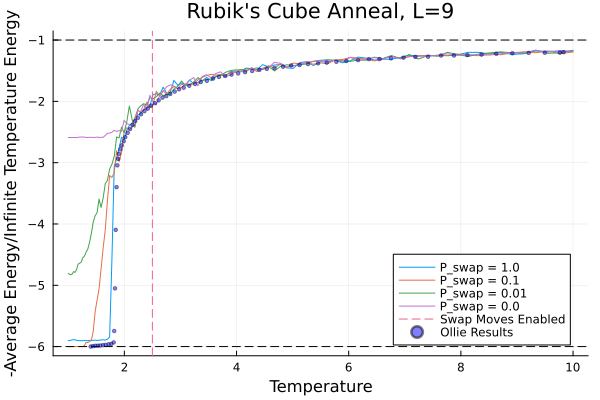 Rubik's Cube Anneal, L=9
-Average Energy/Infinite Temperature Energy
−1
−2
−3
−4
−5
−6
2
4
6
8
10
Temperature
P_swap = 1.0
P_swap = 0.1
P_swap = 0.01
P_swap = 0.0
Swap Moves Enabled
Ollie Results